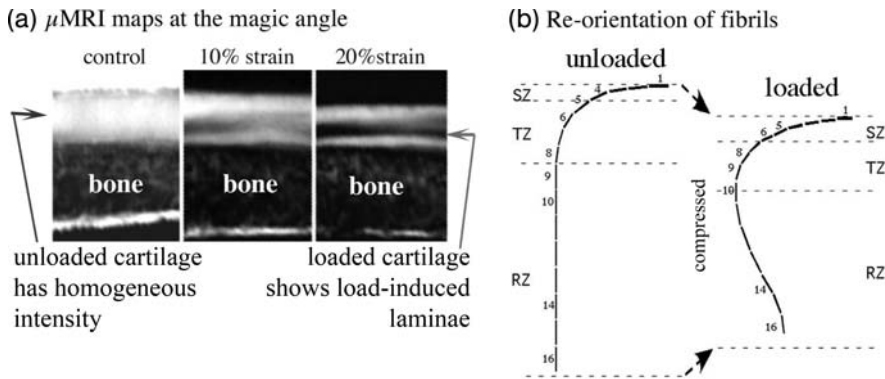 (a) µMRI maps at the magic angle
control 10% strain 20%strain
bone bone bone
unloaded cartilage
has homogeneous
intensity
loaded cartilage
shows load-induced
laminae
(b) Re-orientation of fibrils
unloaded
SZ
TZ
RZ
1
4
5
6
8
9
10
14
16
compressed
loaded
1
5
6
8
9
10
14
16
SZ
TZ
RZ